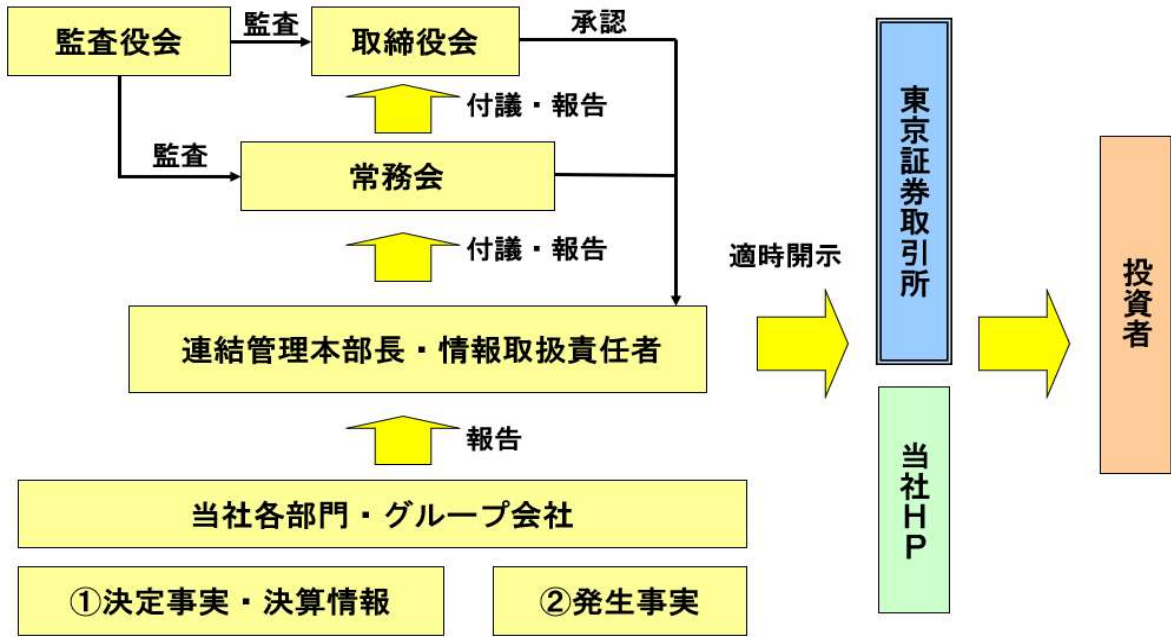 監査役会
監査
取締役会
承認
付議・報告
監査
常務会
付議・報告
連結管理本部長・情報取扱責任者
報告
当社各部門・グループ会社
①決定事実・決算情報
②発生事実
適時開示
東京証券取引所
当社HP
投資者